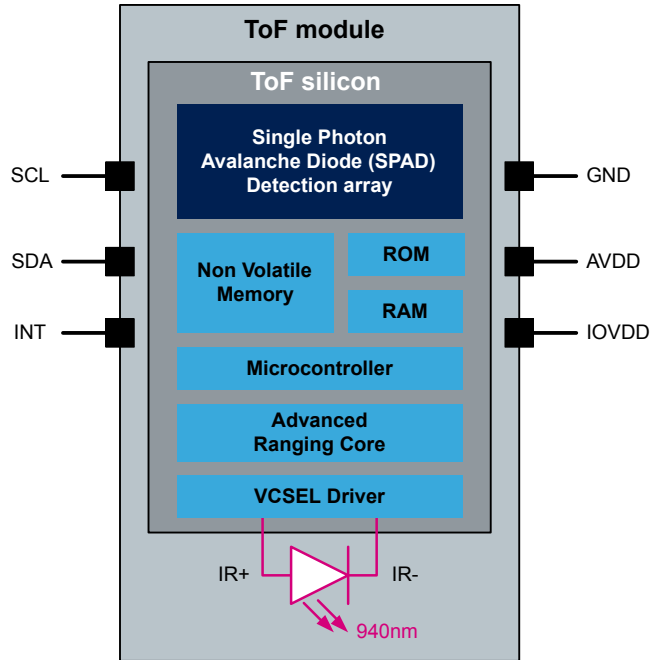 ToF module
ToF silicon
Single Photon
Avalanche Diode (SPAD)
Detection array
SCL
GND
SDA
Non Volatile
Memory
ROM
AVDD
RAM
INT
IOVDD
Microcontroller
Advanced
Ranging Core
VCSEL Driver
IR+
IR-
940nm